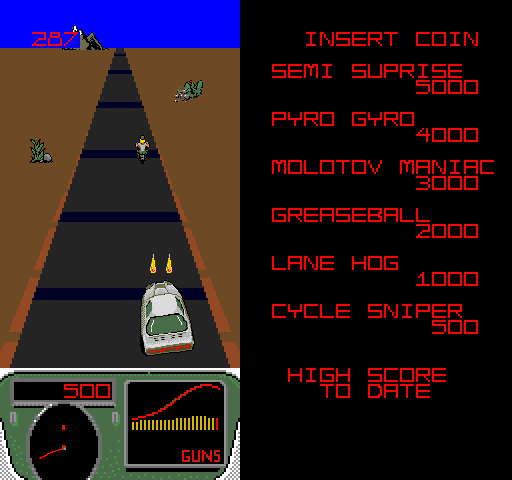 287
INSERT COIN
SEMI SUPRISE
5000
PYRO GYRO
4000
MOLOTOV MANIAC
3000
GREASEBALL
2000
LANE HOG
1000
CYCLE SNIPER
500
HIGH SCORE
TO DATE
500
GUNS